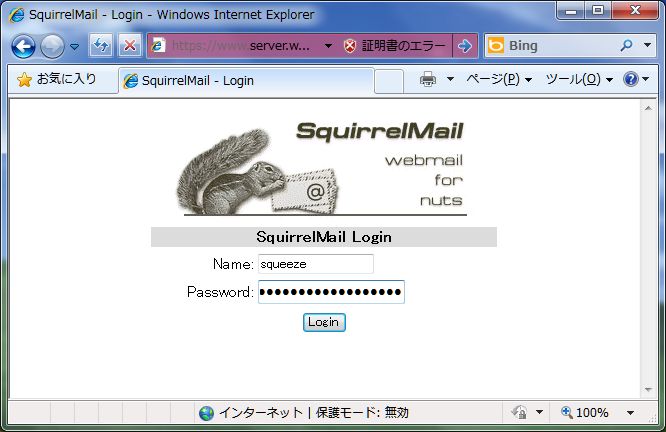 SquirrelMail - Login - Windows Internet Explorer
https://www.server.w... 証明書のエラー Bing
お気に入り SquirrelMail - Login ページ(P) ツール(O)
SquirrelMail
webmail
for
nuts
@
SquirrelMail Login
Name: squeeze
Password: ••••••••••••••••••
Login
インターネット | 保護モード: 無効 100%